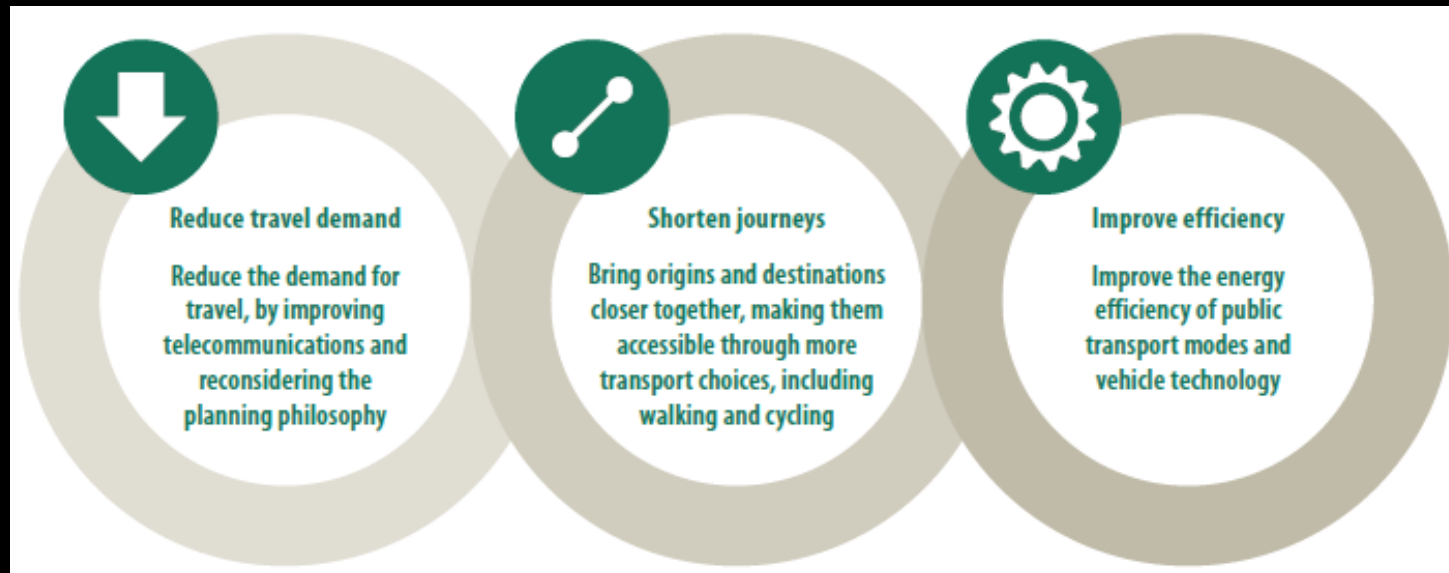 Reduce travel demand
Reduce the demand for
travel, by improving
telecommunications and
reconsidering the
planning philosophy
Shorten journeys
Bring origins and destinations
closer together, making them
accessible through more
transport choices, including
walking and cycling
Improve efficiency
Improve the energy
efficiency of public
transport modes and
vehicle technology